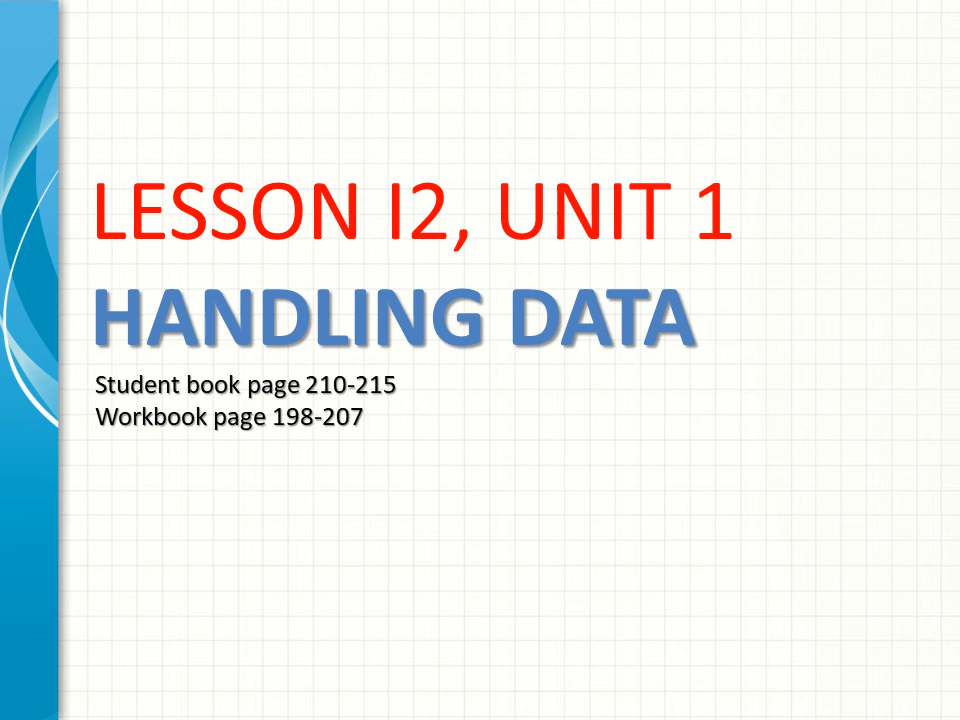 LESSON I2, UNIT 1
HANDLING DATA
Student book page 210-215
Workbook page 198-207